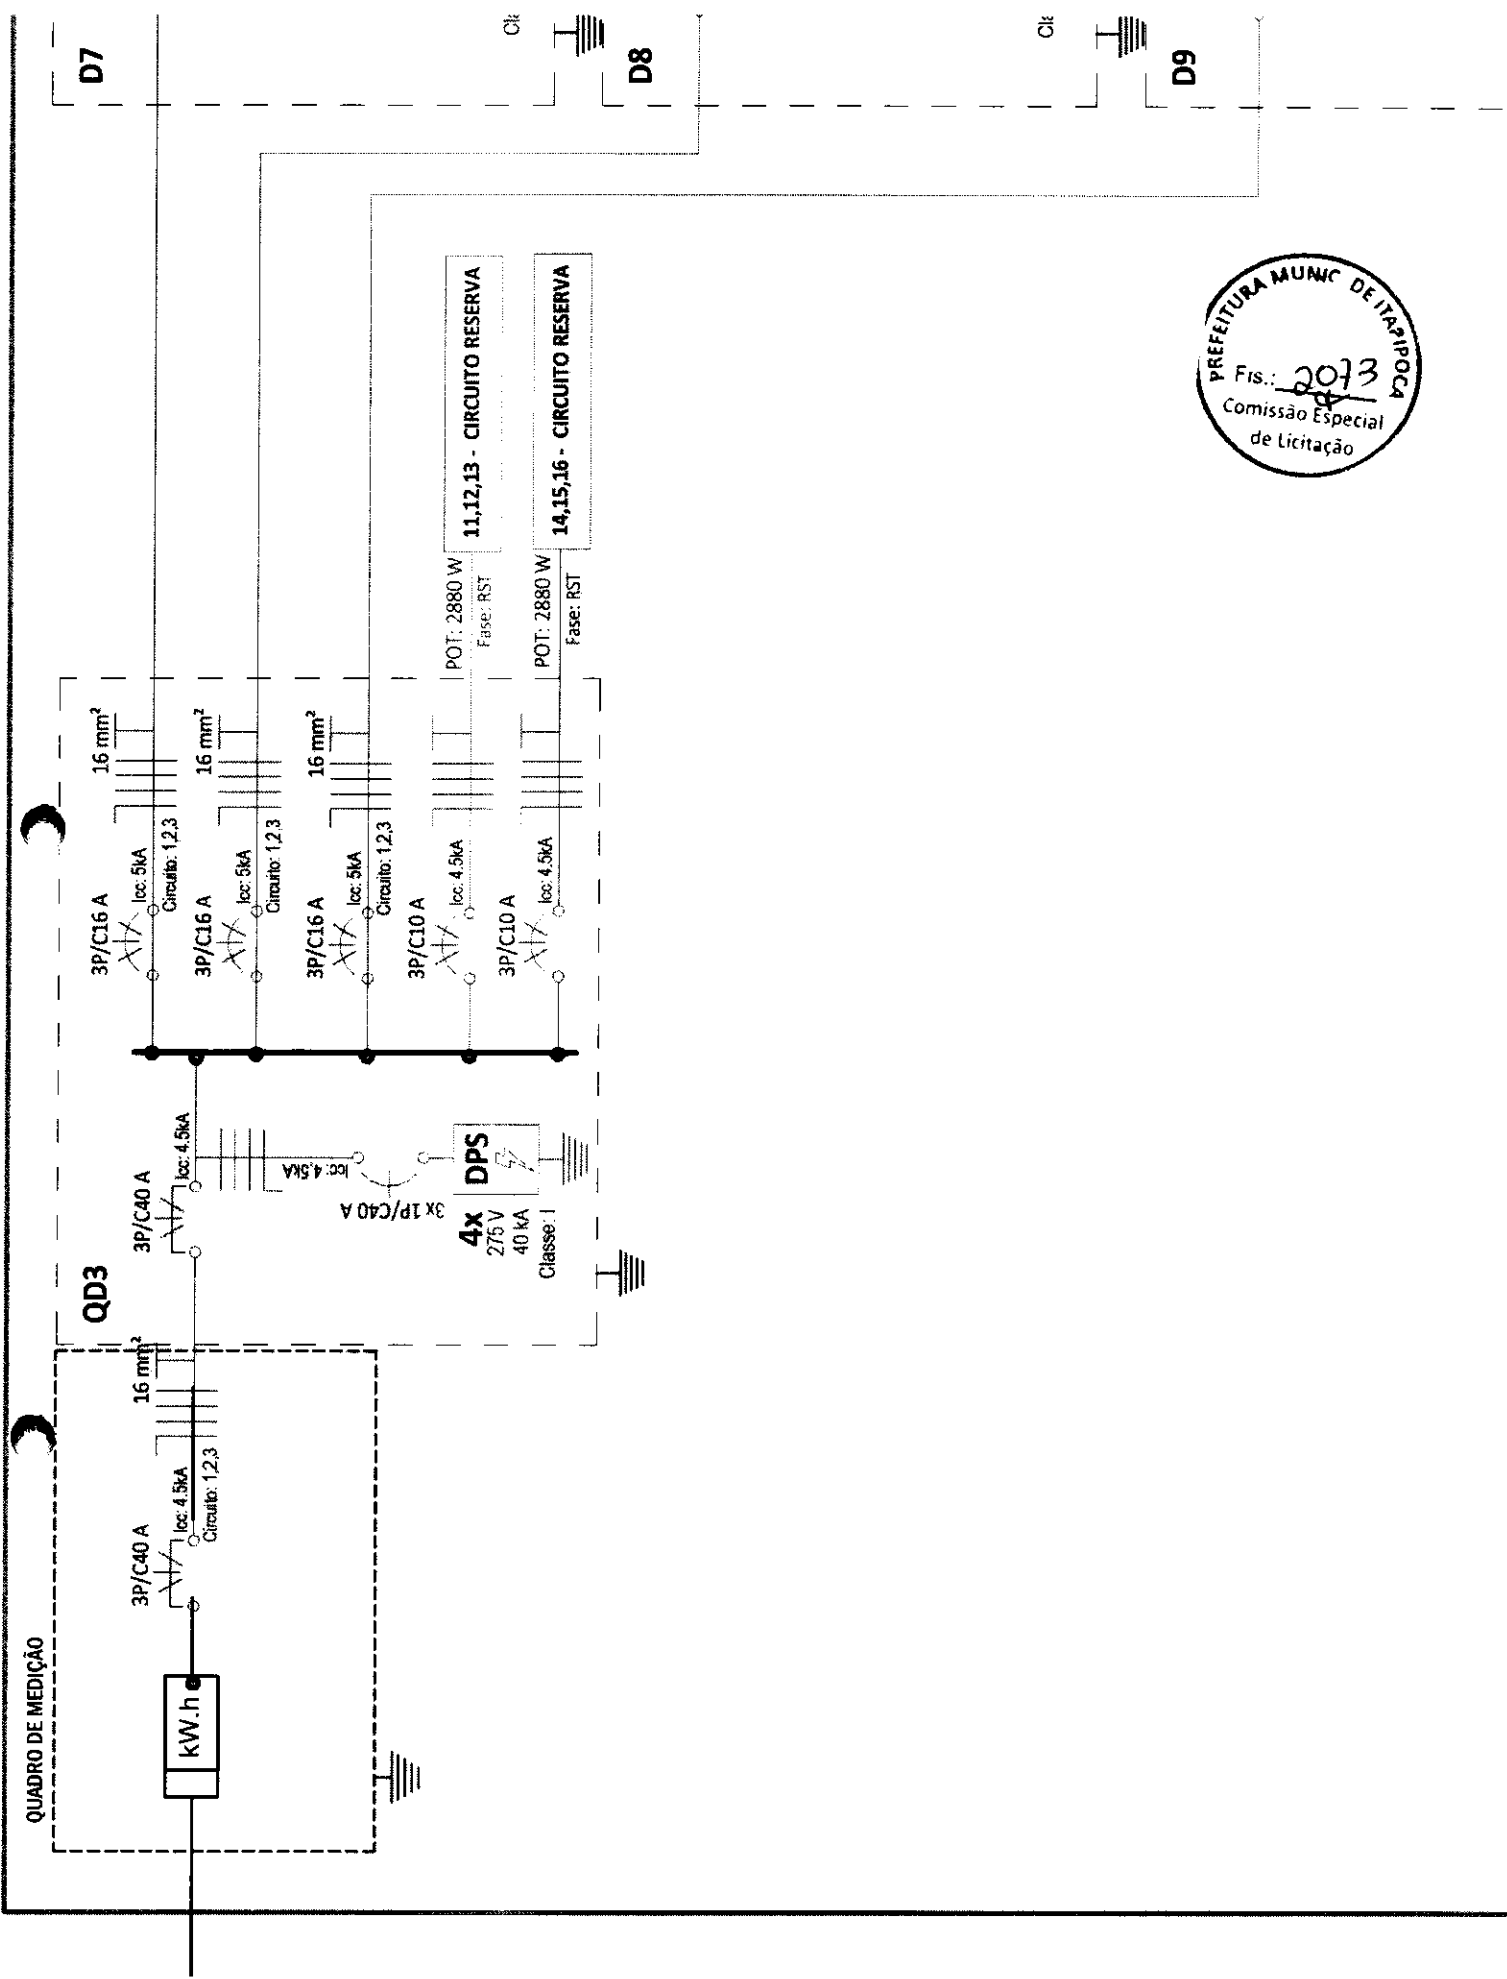 QUADRO DE MEDIÇÃO
kW.h
3P/C40 A
Icc: 4.5kA
Circuito: 1,2,3
16 mm²
QD3
3P/C40 A
Icc: 4.5kA
Icc: 4.5kA
3x 1P/C40 A
4x DPS
275 V
40 kA
Classe: I
3P/C16 A
Icc: 5kA
Circuito: 1,2,3
16 mm²
3P/C16 A
Icc: 5kA
Circuito: 1,2,3
16 mm²
3P/C16 A
Icc: 5kA
Circuito: 1,2,3
16 mm²
3P/C10 A
Icc: 4.5kA
POT: 2880 W
Fase: RST
11,12,13 - CIRCUITO RESERVA
3P/C10 A
Icc: 4.5kA
POT: 2880 W
Fase: RST
14,15,16 - CIRCUITO RESERVA
D7
D8
D9
PREFEITURA MUNIC DE ITAPIPOCA
Fls.: 2073
Comissão Especial
de Licitação